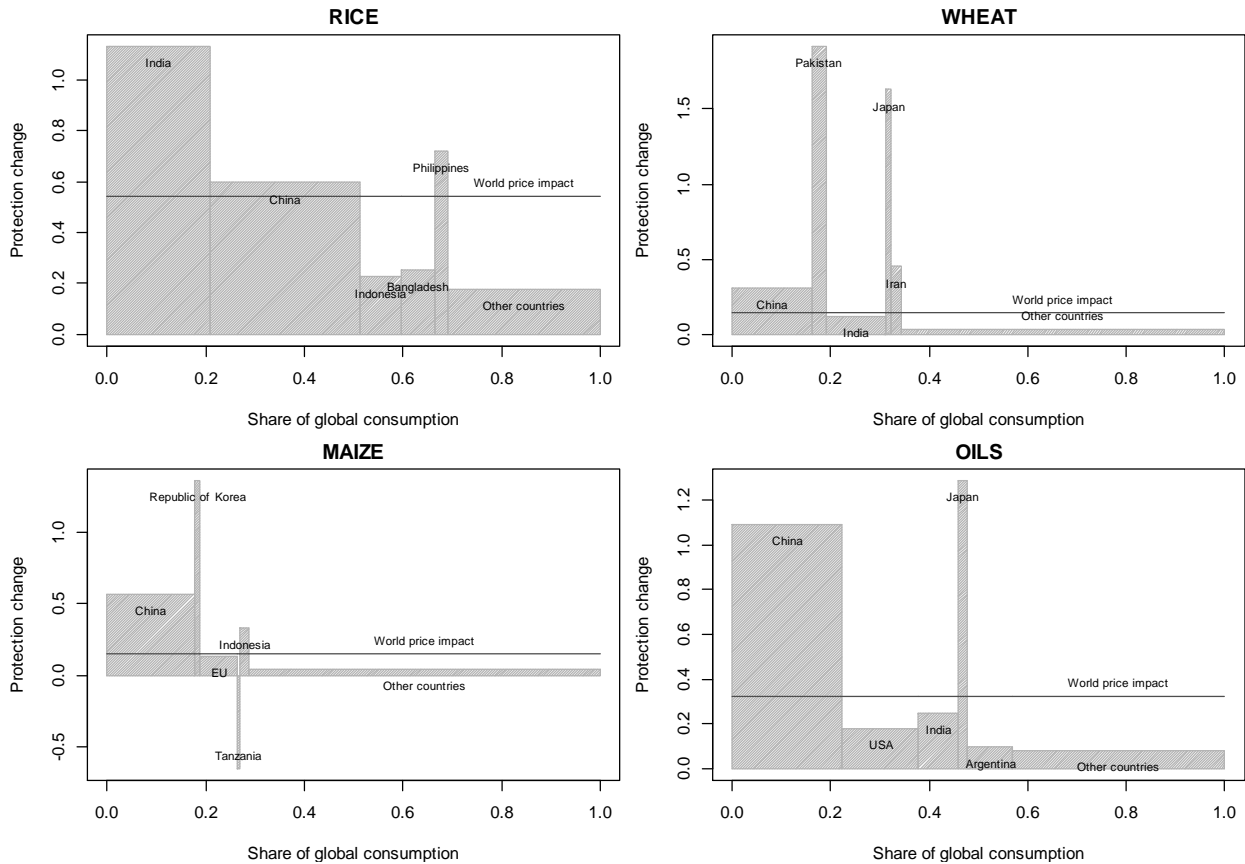 RICE
Protection change
0.0 0.2 0.4 0.6 0.8 1.0
India
China
Indonesia
Bangladesh
Philippines
World price impact
Other countries
0.0 0.2 0.4 0.6 0.8 1.0
Share of global consumption
WHEAT
Protection change
0.0 0.5 1.0 1.5
China
Pakistan
India
Japan
Iran
World price impact
Other countries
0.0 0.2 0.4 0.6 0.8 1.0
Share of global consumption
MAIZE
Protection change
-0.5 0.0 0.5 1.0
China
Republic of Korea
EU
Tanzania
Indonesia
World price impact
Other countries
0.0 0.2 0.4 0.6 0.8 1.0
Share of global consumption
OILS
Protection change
0.0 0.2 0.4 0.6 0.8 1.0 1.2
China
USA
India
Japan
Argentina
World price impact
Other countries
0.0 0.2 0.4 0.6 0.8 1.0
Share of global consumption